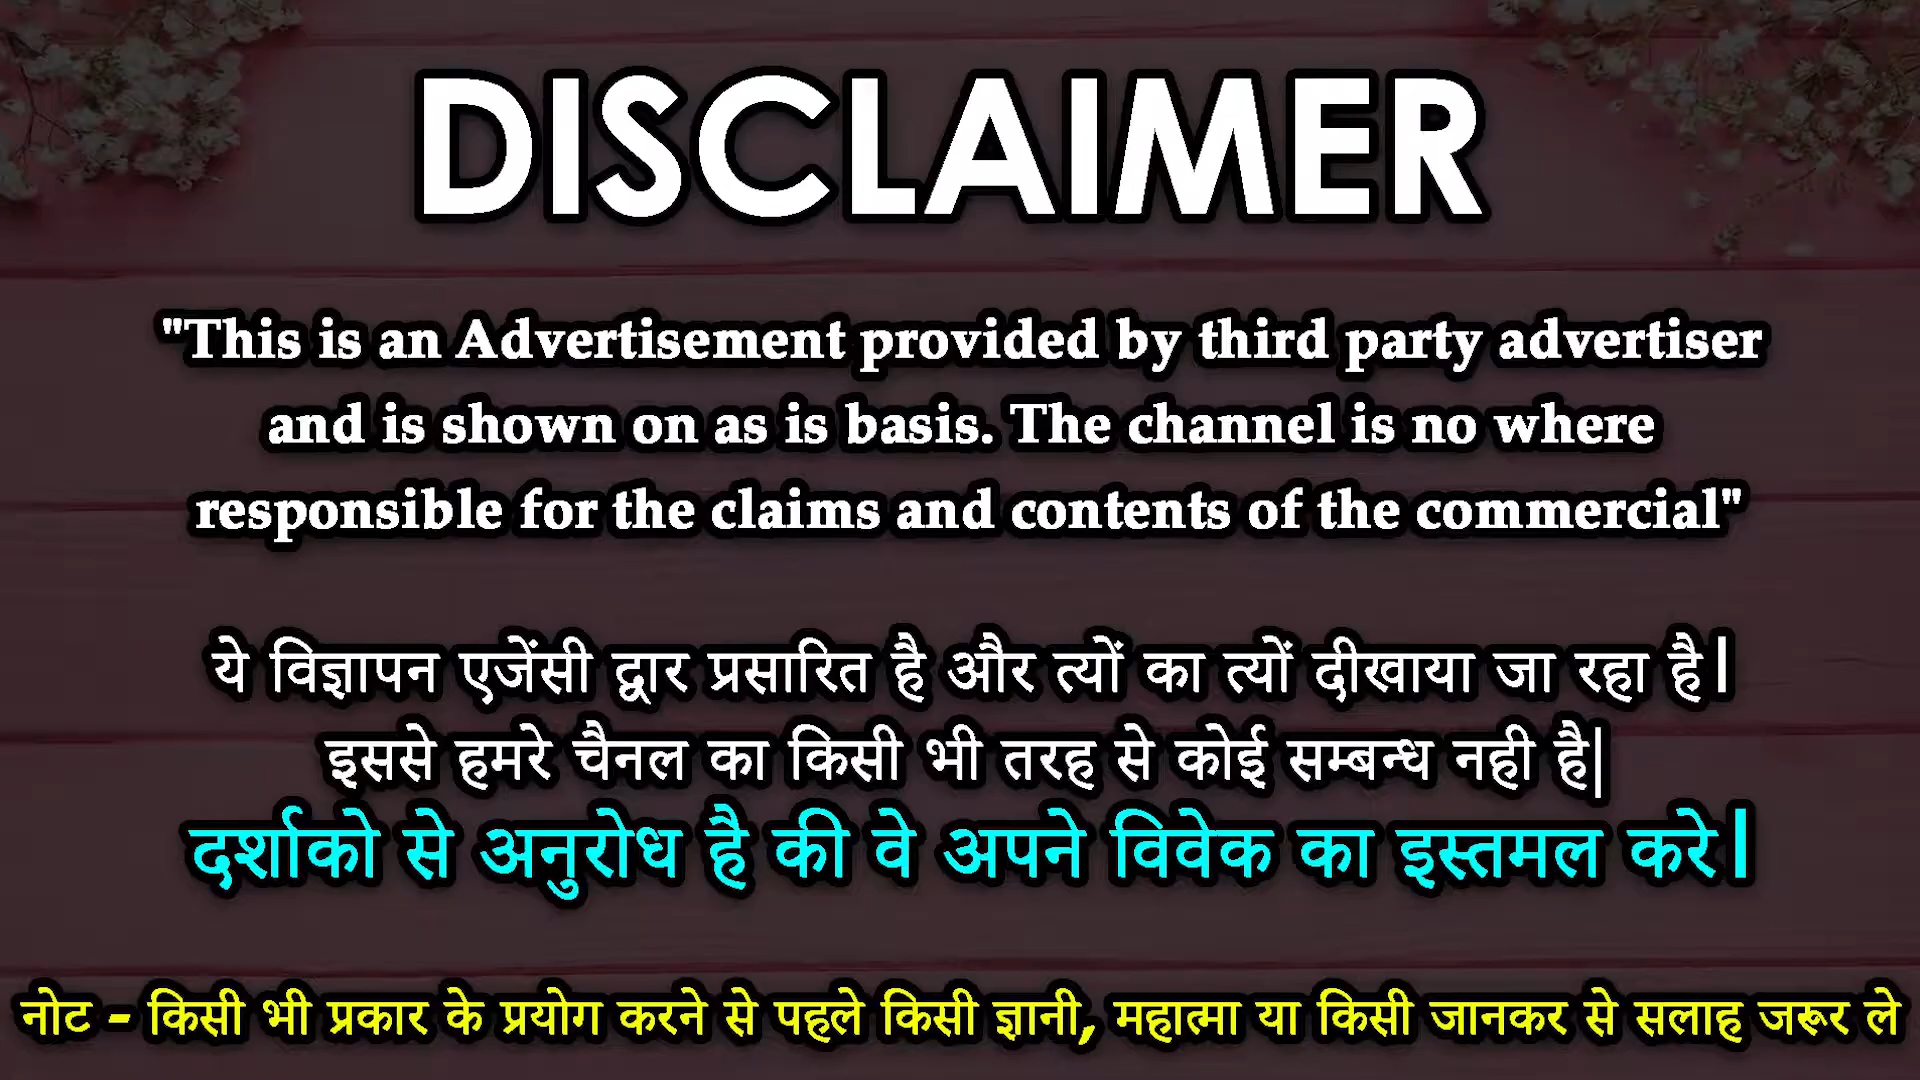 DISCLAIMER
"This is an Advertisement provided by third party advertiser
and is shown on as is basis. The channel is no where
responsible for the claims and contents of the commercial"
ये विज्ञापन एजेंसी द्वार प्रसारित है और त्यों का त्यों दीखाया जा रहा है।
इससे हमरे चैनल का किसी भी तरह से कोई सम्बन्ध नही है|
दर्शाको से अनुरोध है की वे अपने विवेक का इस्तमल करे।
नोट - किसी भी प्रकार के प्रयोग करने से पहले किसी ज्ञानी, महात्मा या किसी जानकर से सलाह जरूर ले